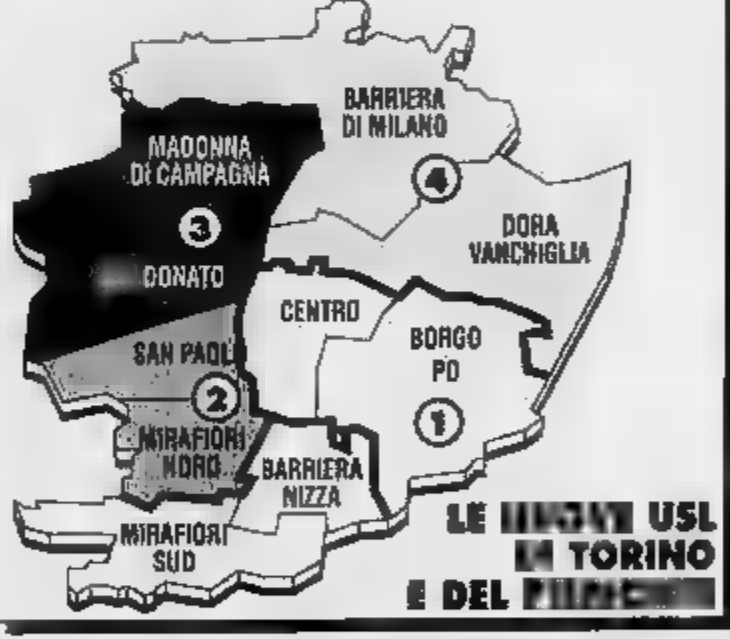 BARRIERA
DI MILANO
MADONNA
DI CAMPAGNA
4
3
DORA
VANCHIGLIA
DONATO
CENTRO
BORGO
PO
SAN PAOL
2
1
MIRAFIORI
NORD
BARRIERA
NIZZA
MIRAFIORI
SUD
LE USL
TORINO
E DEL